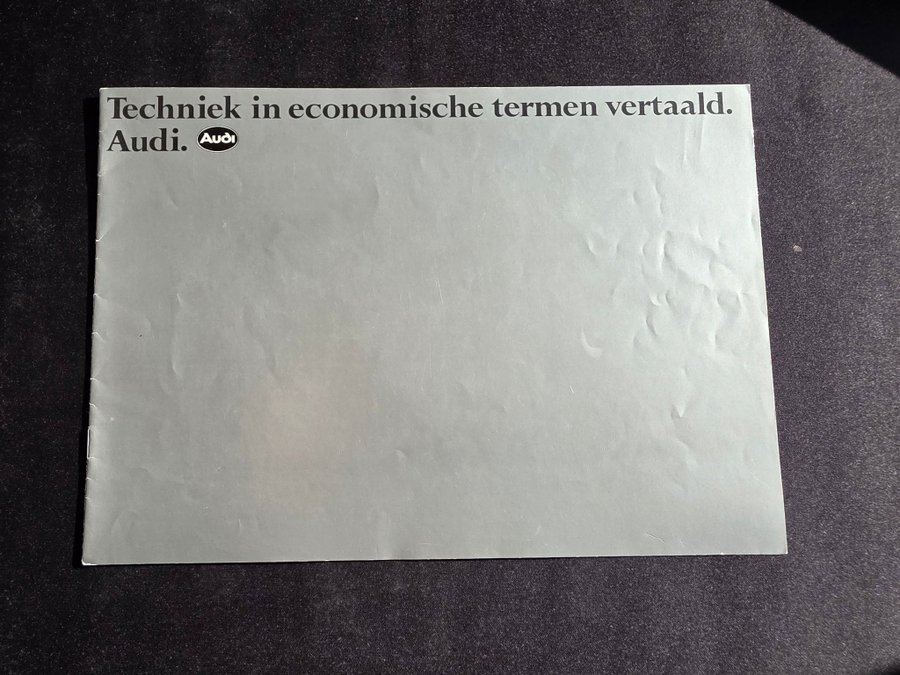 Techniek in economische termen vertaald.
Audi. Audi